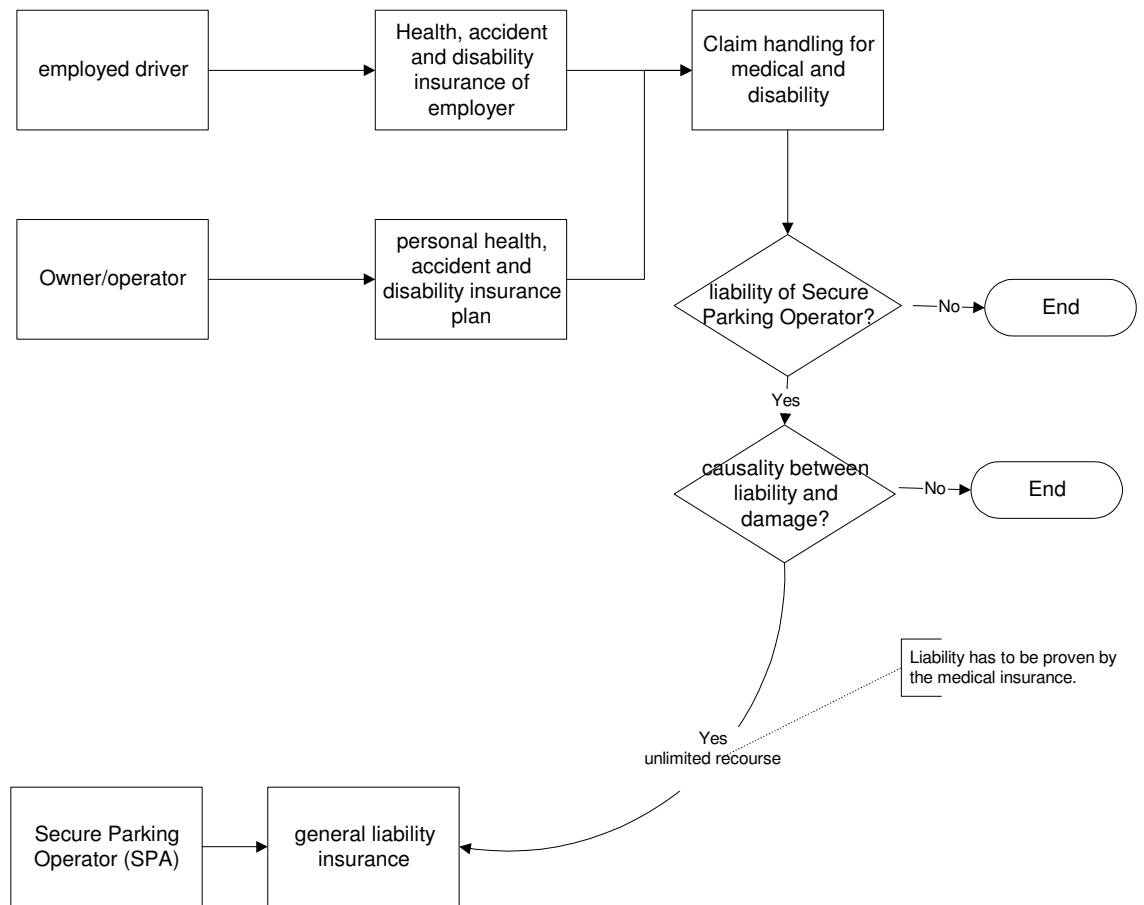 employed driver
Health, accident
and disability
insurance of
employer
Claim handling for
medical and
disability
Owner/operator
personal health,
accident and
disability insurance
plan
liability of Secure
Parking Operator?
No
End
Yes
causality between
liability and
damage?
No
End
Liability has to be proven by
the medical insurance.
Yes
unlimited recourse
Secure Parking
Operator (SPA)
general liability
insurance